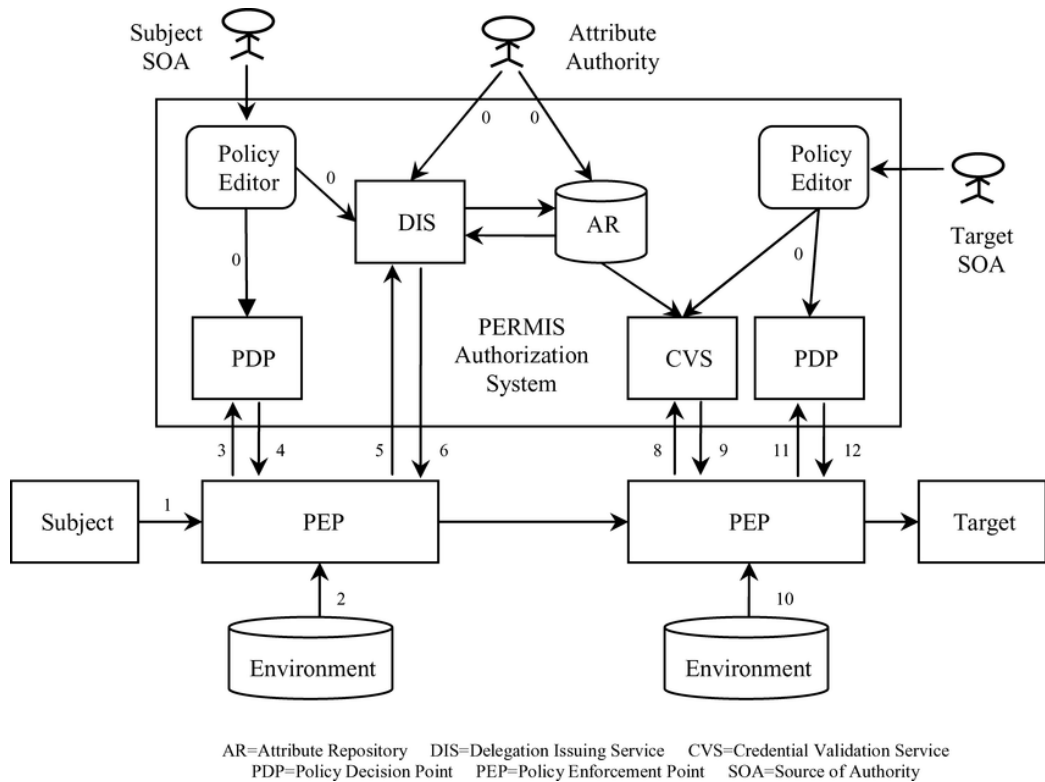 Subject
SOA
Attribute
Authority
0
0
Policy
Editor
Policy
Editor
0
DIS
AR
Target
SOA
0
0
PERMIS
Authorization
System
PDP
CVS
PDP
3
4
5
6
8
9
11
12
1
Subject
PEP
PEP
Target
2
10
Environment
Environment
AR=Attribute Repository DIS=Delegation Issuing Service CVS=Credential Validation Service
PDP=Policy Decision Point PEP=Policy Enforcement Point SOA=Source of Authority